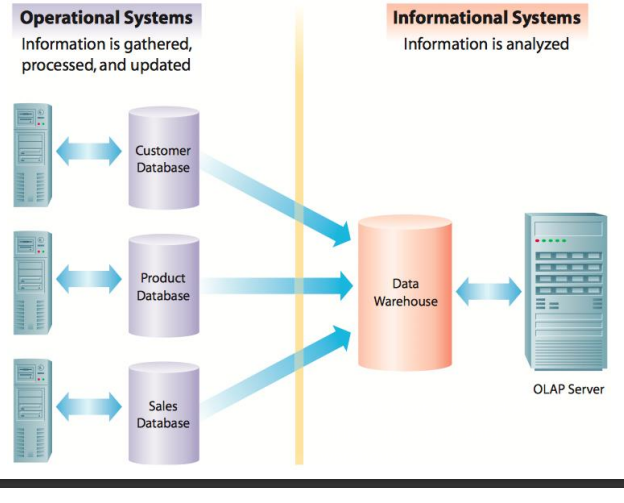 Operational Systems
Information is gathered,
processed, and updated
Informational Systems
Information is analyzed
Customer
Database
Product
Database
Sales
Database
Data
Warehouse
OLAP Server